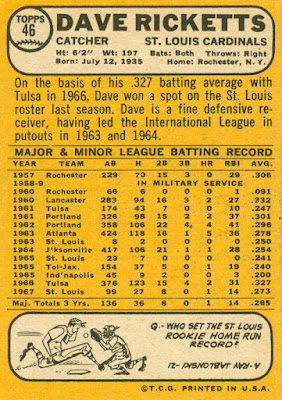 TOPPS
46
DAVE RICKETTS
CATCHER ST. LOUIS CARDINALS
Ht: 6'2" Wt: 197 Bats: Both Throws: Right
Born: July 12, 1935 Home: Rochester, N.Y.
On the basis of his .327 batting average with
Tulsa in 1966, Dave won a spot on the St. Louis
roster last season. Dave is a fine defensive re-
ceiver, having led the International League in
putouts in 1963 and 1964.
MAJOR & MINOR LEAGUE BATTING RECORD
YEAR TEAM AB H 2B 3B HR RBI AVG.
1957 Rochester 229 70 15 3 0 29 .306
1958-9 IN MILITARY SERVICE
1960 Rochester 66 6 0 0 0 1 .091
1960 Lancaster 283 94 16 3 2 27 .332
1961 Tulsa 174 43 7 0 0 10 .247
1961 Portland 326 98 15 2 2 37 .301
1962 Portland 358 106 22 4 4 41 .296
1963 Atlanta 424 118 16 1 5 36 .278
1963 St. Louis 8 2 0 0 0 0 .250
1964 J'ksonville 417 106 2 1 28 .254
1965 St. Louis 29 7 0 0 0 0 .241
1965 Tol-Jax. 154 37 5 0 1 19 .240
1965 Ind'napolis 45 9 2 0 0 3 .200
1966 Tulsa 376 123 15 4 2 31 .327
1967 St. Louis 99 27 8 0 1 14 .273
Maj. Totals 3 Yrs. 136 36 8 0 1 14 .265
Q.-WHO SET THE ST. LOUIS
ROOKIE HOME RUN
RECORD?
A-RAY JABLONSKI-21
©T.C.G. PRINTED IN U.S.A.